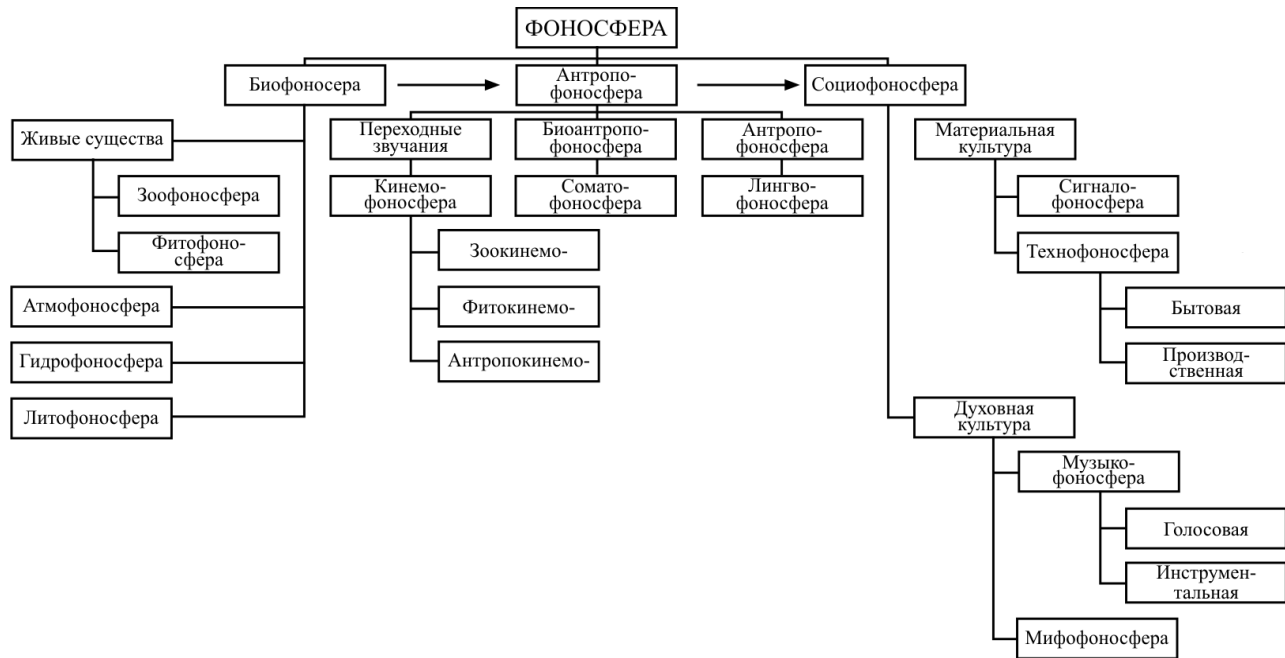 ФОНОСФЕРА
Биофоносера
Антропо-
фоносфера
Социофоносфера
Живые существа
Переходные
звучания
Биоантропо-
фоносфера
Антропо-
фоносфера
Материальная
культура
Зоофоносфера
Кинемо-
фоносфера
Сомато-
фоносфера
Лингво-
фоносфера
Сигнало-
фоносфера
Фитофоно-
сфера
Зоокинемо-
Технофоносфера
Атмофоносфера
Фитокинемо-
Бытовая
Гидрофоносфера
Антропокинемо-
Производ-
ственная
Литофоносфера
Духовная
культура
Музыко-
фоносфера
Голосовая
Инструмен-
тальная
Мифофоносфера